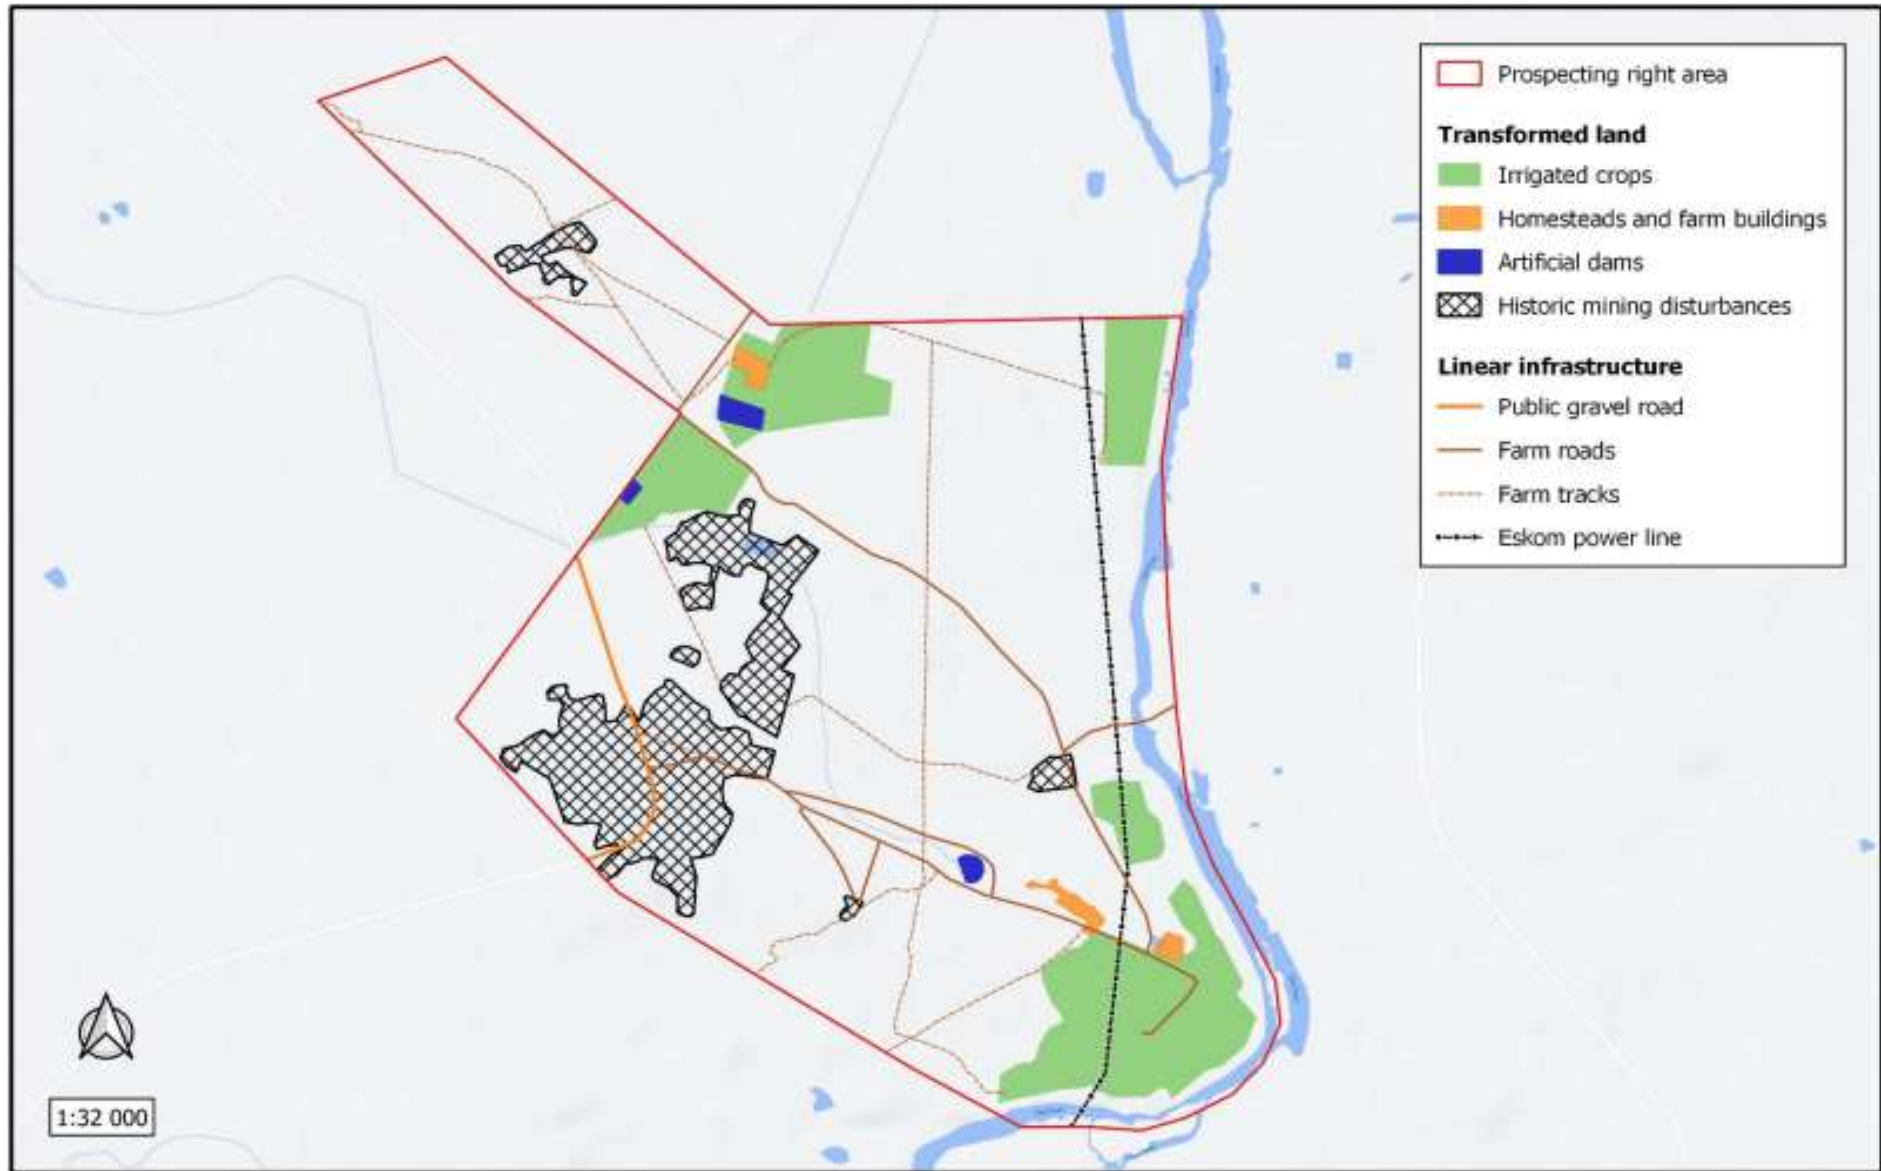 Prospecting right area
Transformed land
Irrigated crops
Homesteads and farm buildings
Artificial dams
Historic mining disturbances
Linear infrastructure
Public gravel road
Farm roads
Farm tracks
Eskom power line
1:32 000